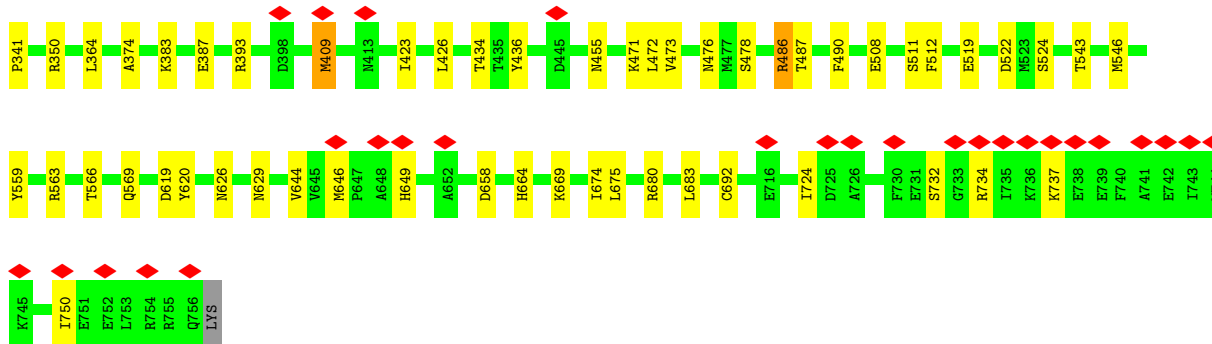 P341 R350 L364 A374 K383 E387 R393 D398 M409 N413 I423 L426 T434 T435 Y436 D445 N455 K471 L472 V473 N476 M477 S478 R486 T487 F490 E508 S511 F512 E519 D522 M523 S524 T543 M546
Y559 R563 T566 Q569 D619 Y620 N626 N629 V644 V645 M646 P647 A648 H649 A652 D658 H664 K669 I674 L675 R680 L683 C692 E716 I724 D725 A726 F730 E731 S732 G733 R734 I735 K736 K737 E738 E739 F740 A741 E742 I743
K745 I750 E751 E752 L753 R754 R755 Q756 LYS